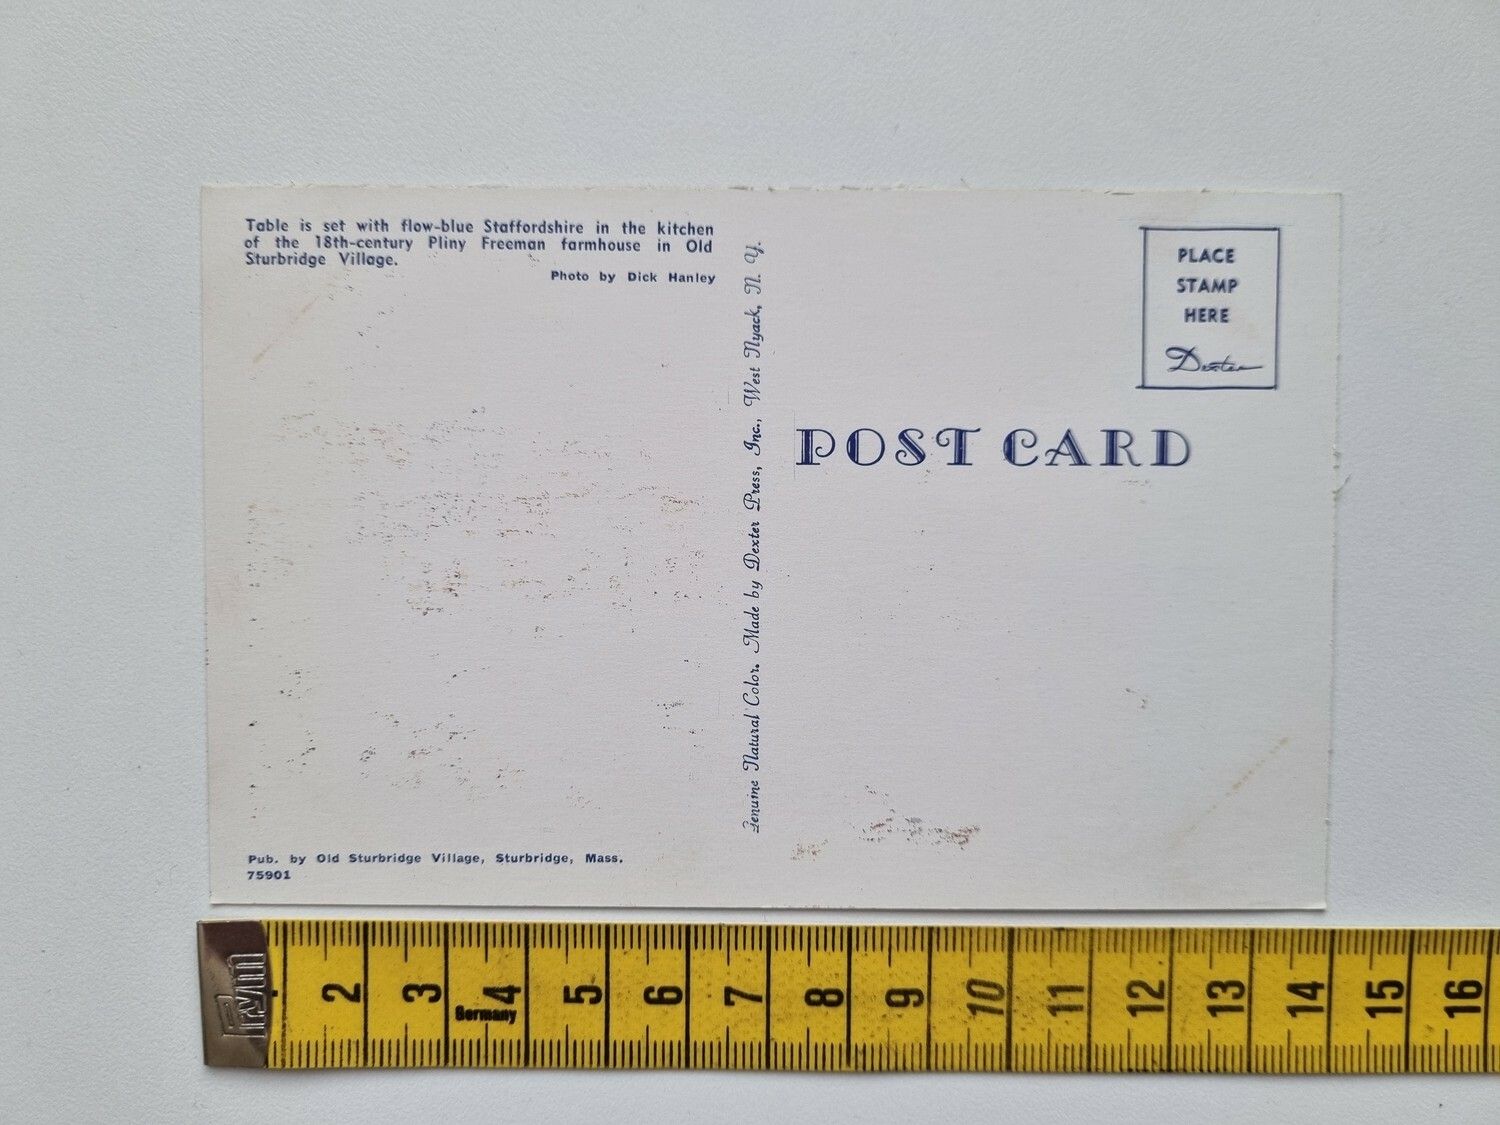 Table is set with flow-blue Staffordshire in the kitchen
of the 18th-century Pliny Freeman farmhouse in Old
Sturbridge Village.
Photo by Dick Hanley
Pub. by Old Sturbridge Village, Sturbridge, Mass.
75901
Genuine Natural Color. Made by Dexter Press, Inc., West Nyack, N. Y.
PLACE
STAMP
HERE
Dexter
POST CARD
Prym
2 3 4 5 6 7 8 9 10 11 12 13 14 15 16
Germany